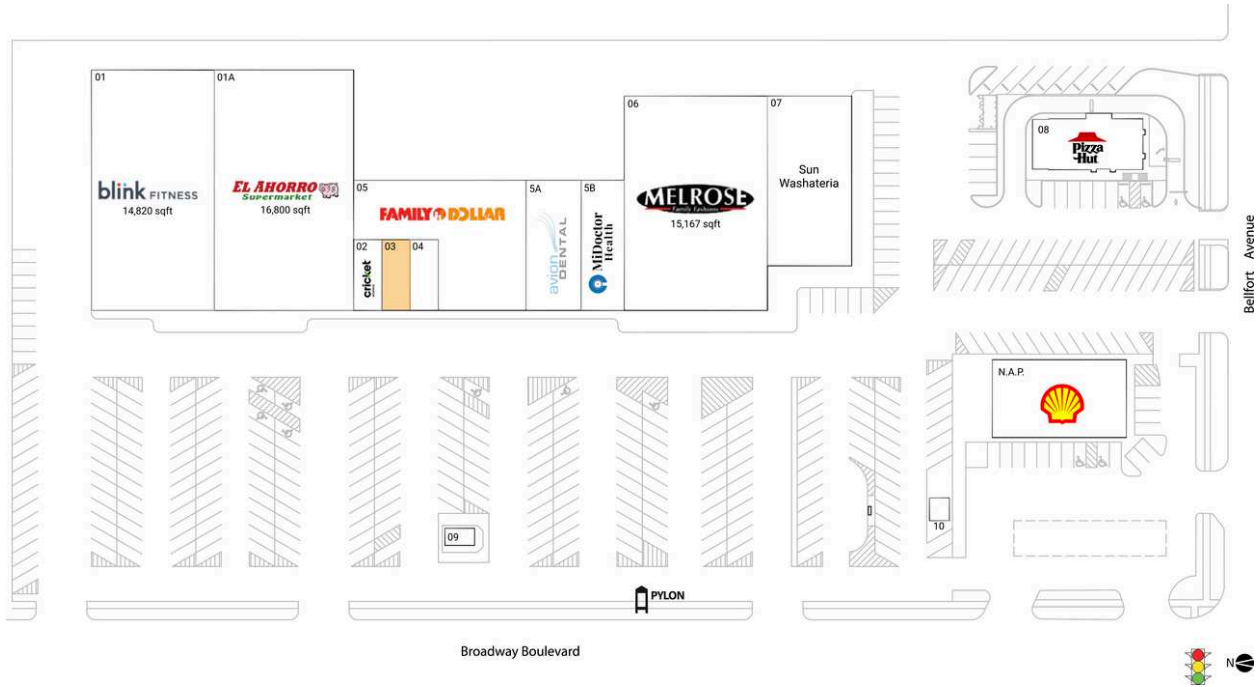 01
01A
blink FITNESS
14,820 sqft
EL AHORRO
Supermarket
16,800 sqft
05
FAMILY DOLLAR
02
03
04
cricket
5A
avion
DENTAL
5B
MiDoctor
Health
06
MELROSE
Family Fashions
15,167 sqft
07
Sun
Washateria
08
Pizza
Hut
Bellfort Avenue
N.A.P.
09
10
PYLON
Broadway Boulevard
N